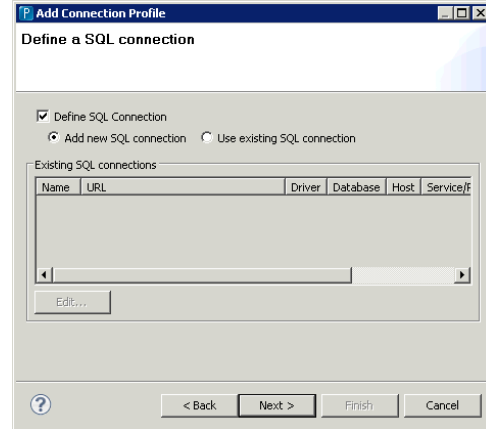 Add Connection Profile
Define a SQL connection
Define SQL Connection
Add new SQL connection Use existing SQL connection
Existing SQL connections
Name URL Driver Database Host Service/P
Edit...
? < Back Next > Finish Cancel